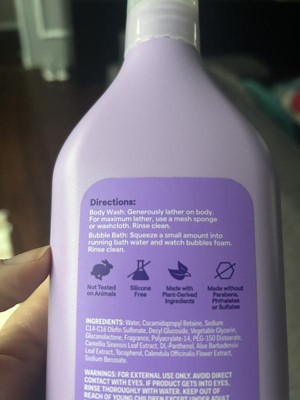 Directions:
Body Wash: Generously lather on body.
For maximum lather, use a mesh sponge
or washcloth. Rinse clean.
Bubble Bath: Squeeze a small amount into
running bath water and watch bubbles foam.
Rinse clean.
Not Tested
on Animals
Silicone
Free
Made with
Plant-Derived
Ingredients
Made without
Parabens,
Phthalates
or Sulfates
INGREDIENTS: Water, Cocamidopropyl Betaine, Sodium
C14-C16 Olefin Sulfonate, Decyl Glucoside, Vegetable Glycerin,
Gluconolactone, Fragrance, Polyacrylate-14, PEG-150 Distearate,
Camellia Sinensis Leaf Extract, DL-Panthenol, Aloe Barbadensis
Leaf Extract, Tocopherol, Calendula Officinalis Flower Extract,
Sodium Benzoate.
WARNINGS: FOR EXTERNAL USE ONLY. AVOID DIRECT
CONTACT WITH EYES. IF PRODUCT GETS INTO EYES,
RINSE THOROUGHLY WITH WATER. KEEP OUT OF
REACH OF YOUNG CHILDREN EXCEPT UNDER ADULT